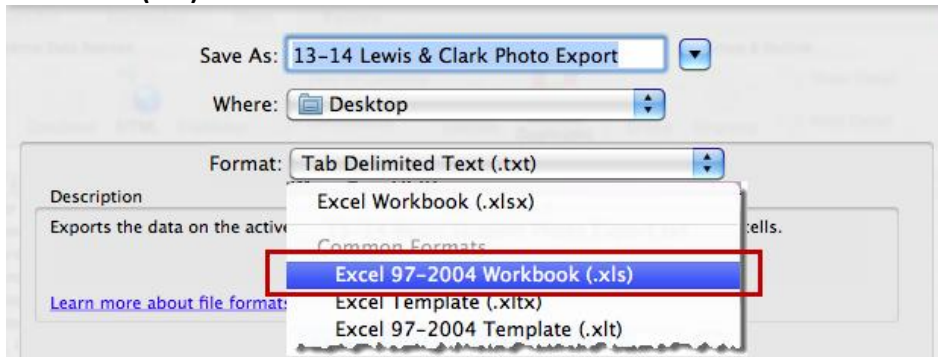 Save As: 13-14 Lewis & Clark Photo Export
Where: Desktop
Format: Tab Delimited Text (.txt)
Description
Excel Workbook (.xlsx)
Exports the data on the active cells.
Common Formats
Excel 97-2004 Workbook (.xls)
Learn more about file formats
Excel Template (.xltx)
Excel 97-2004 Template (.xlt)